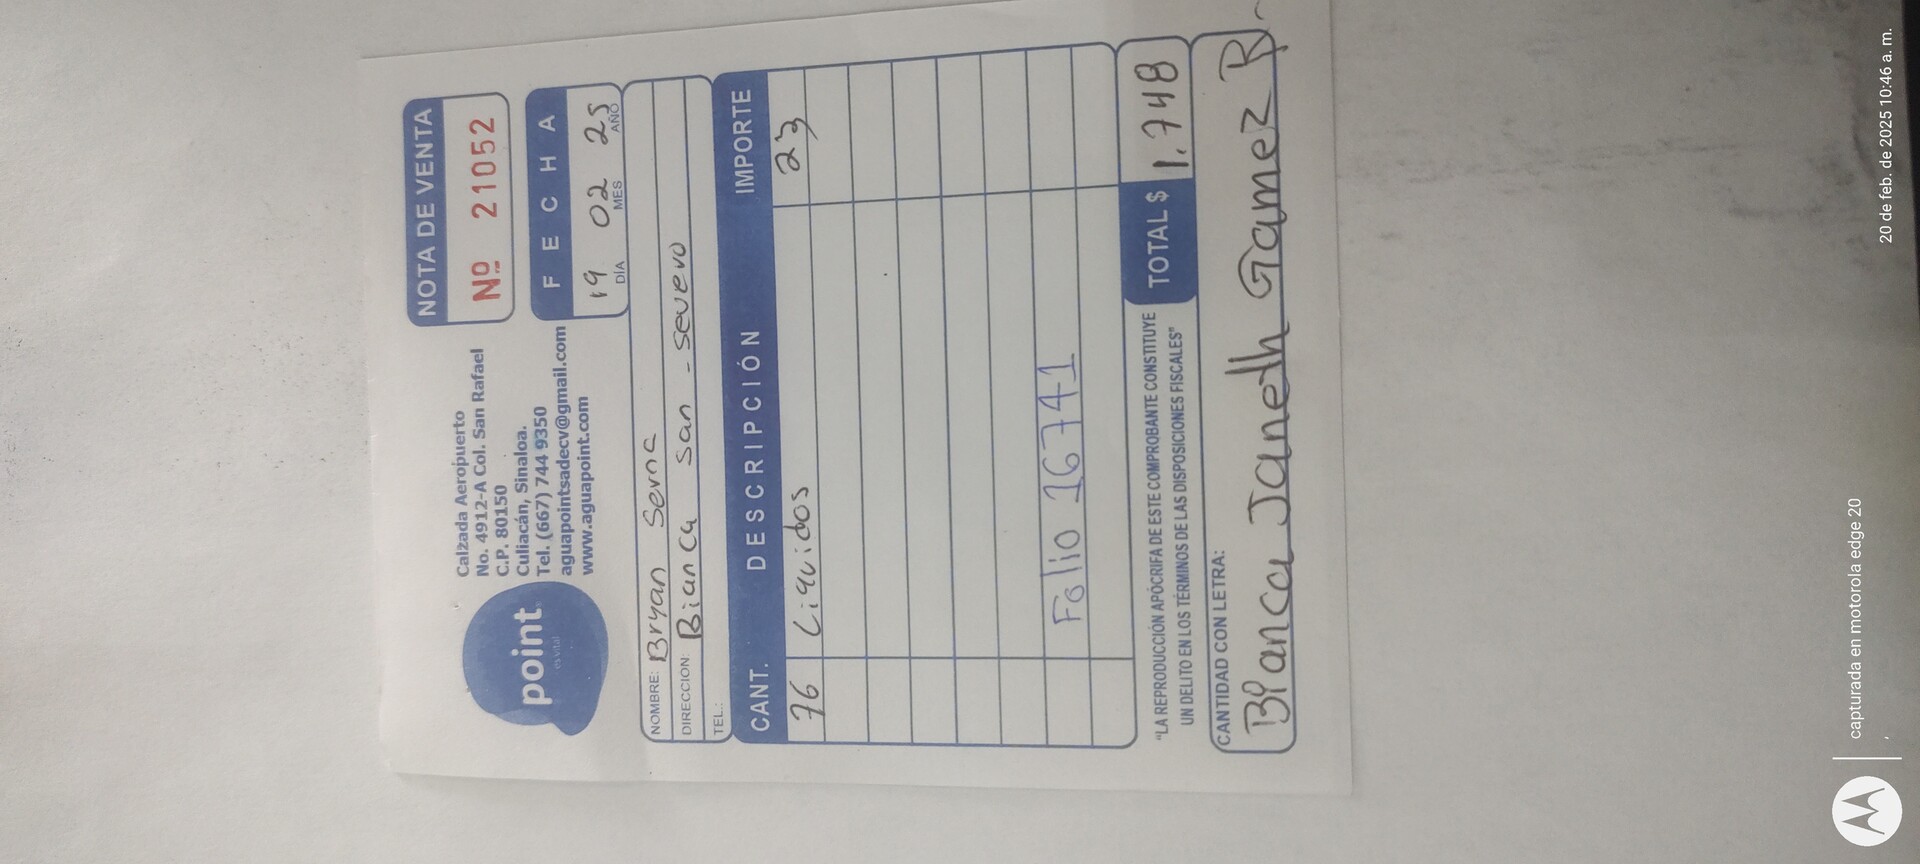 point
es vital
Calzada Aeropuerto
No. 4912-A Col. San Rafael
C.P. 80150
Culiacán, Sinaloa.
Tel. (667) 744 9350
aguapointsadecv@gmail.com
www.aguapoint.com
NOTA DE VENTA
Nº 21052
FECHA
19 02 25
DÍA MES AÑO
NOMBRE: Bryan Serna
DIRECCION: Bianca San - Severo
TEL.:
CANT. DESCRIPCIÓN IMPORTE
76 Liquidos 23
Folio 26741
"LA REPRODUCCIÓN APÓCRIFA DE ESTE COMPROBANTE CONSTITUYE
UN DELITO EN LOS TÉRMINOS DE LAS DISPOSICIONES FISCALES"
TOTAL $ 1.748
CANTIDAD CON LETRA:
Bianca Janeth Gamez R.
capturada en motorola edge 20
,
20 de feb. de 2025 10:46 a. m.